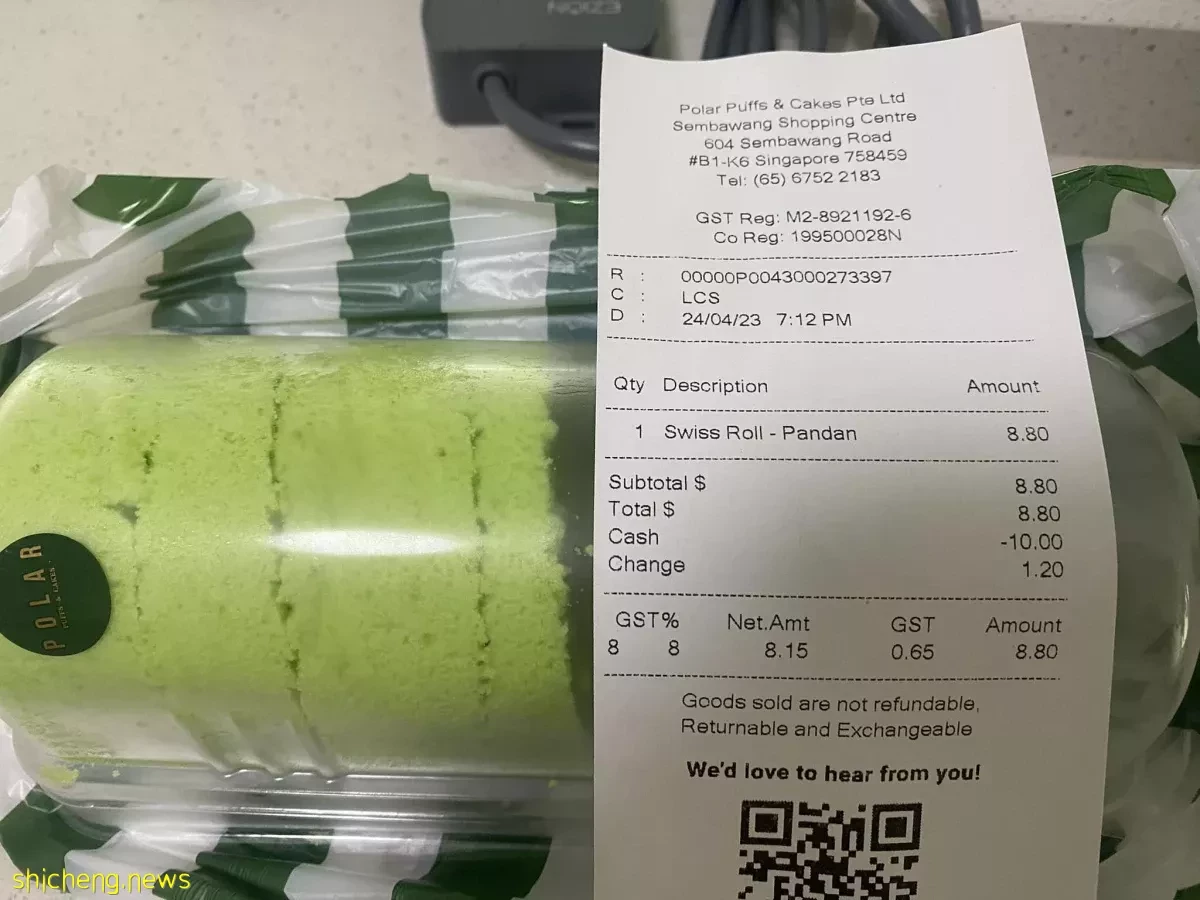 EZIQN
Polar Puffs & Cakes Pte Ltd
Sembawang Shopping Centre
604 Sembawang Road
#B1-K6 Singapore 758459
Tel: (65) 6752 2183
GST Reg: M2-8921192-6
Co Reg: 199500028N
R : 00000P0043000273397
C : LCS
D : 24/04/23 7:12 PM
Qty Description Amount
1 Swiss Roll - Pandan 8.80
Subtotal $ 8.80
Total $ 8.80
Cash -10.00
Change 1.20
GST% Net.Amt GST Amount
8 8 8.15 0.65 8.80
Goods sold are not refundable,
Returnable and Exchangeable
We'd love to hear from you!
POLAR
PUFFS & CAKES
shicheng.news